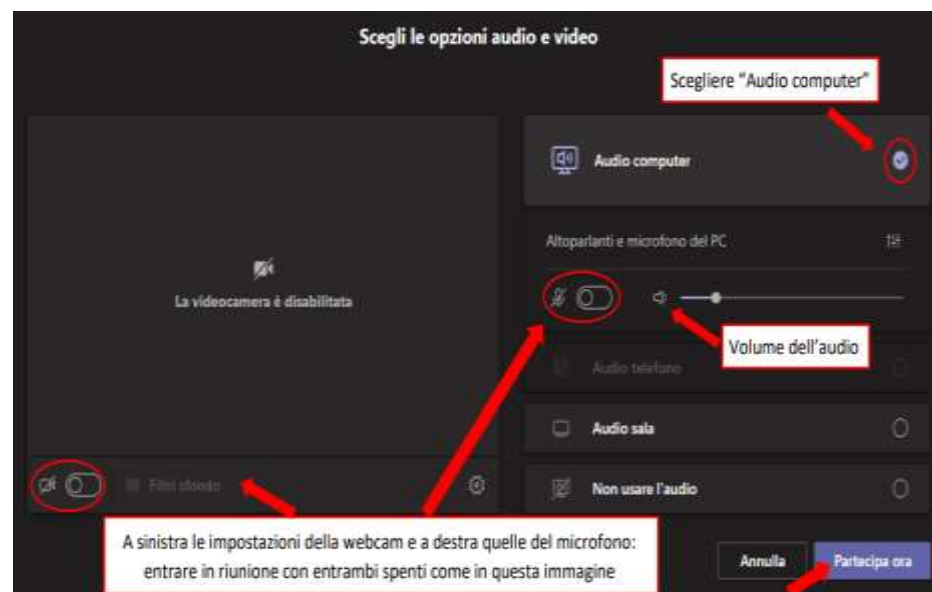 Scegli le opzioni audio e video
Scegliere “Audio computer”
Audio computer
Altoparlanti e microfono del PC
La videocamera è disabilitata
Volume dell’audio
Audio telefono
Audio sala
Filtri sfondo
Non usare l'audio
A sinistra le impostazioni della webcam e a destra quelle del microfono:
entrare in riunione con entrambi spenti come in questa immagine
Annulla
Partecipa ora